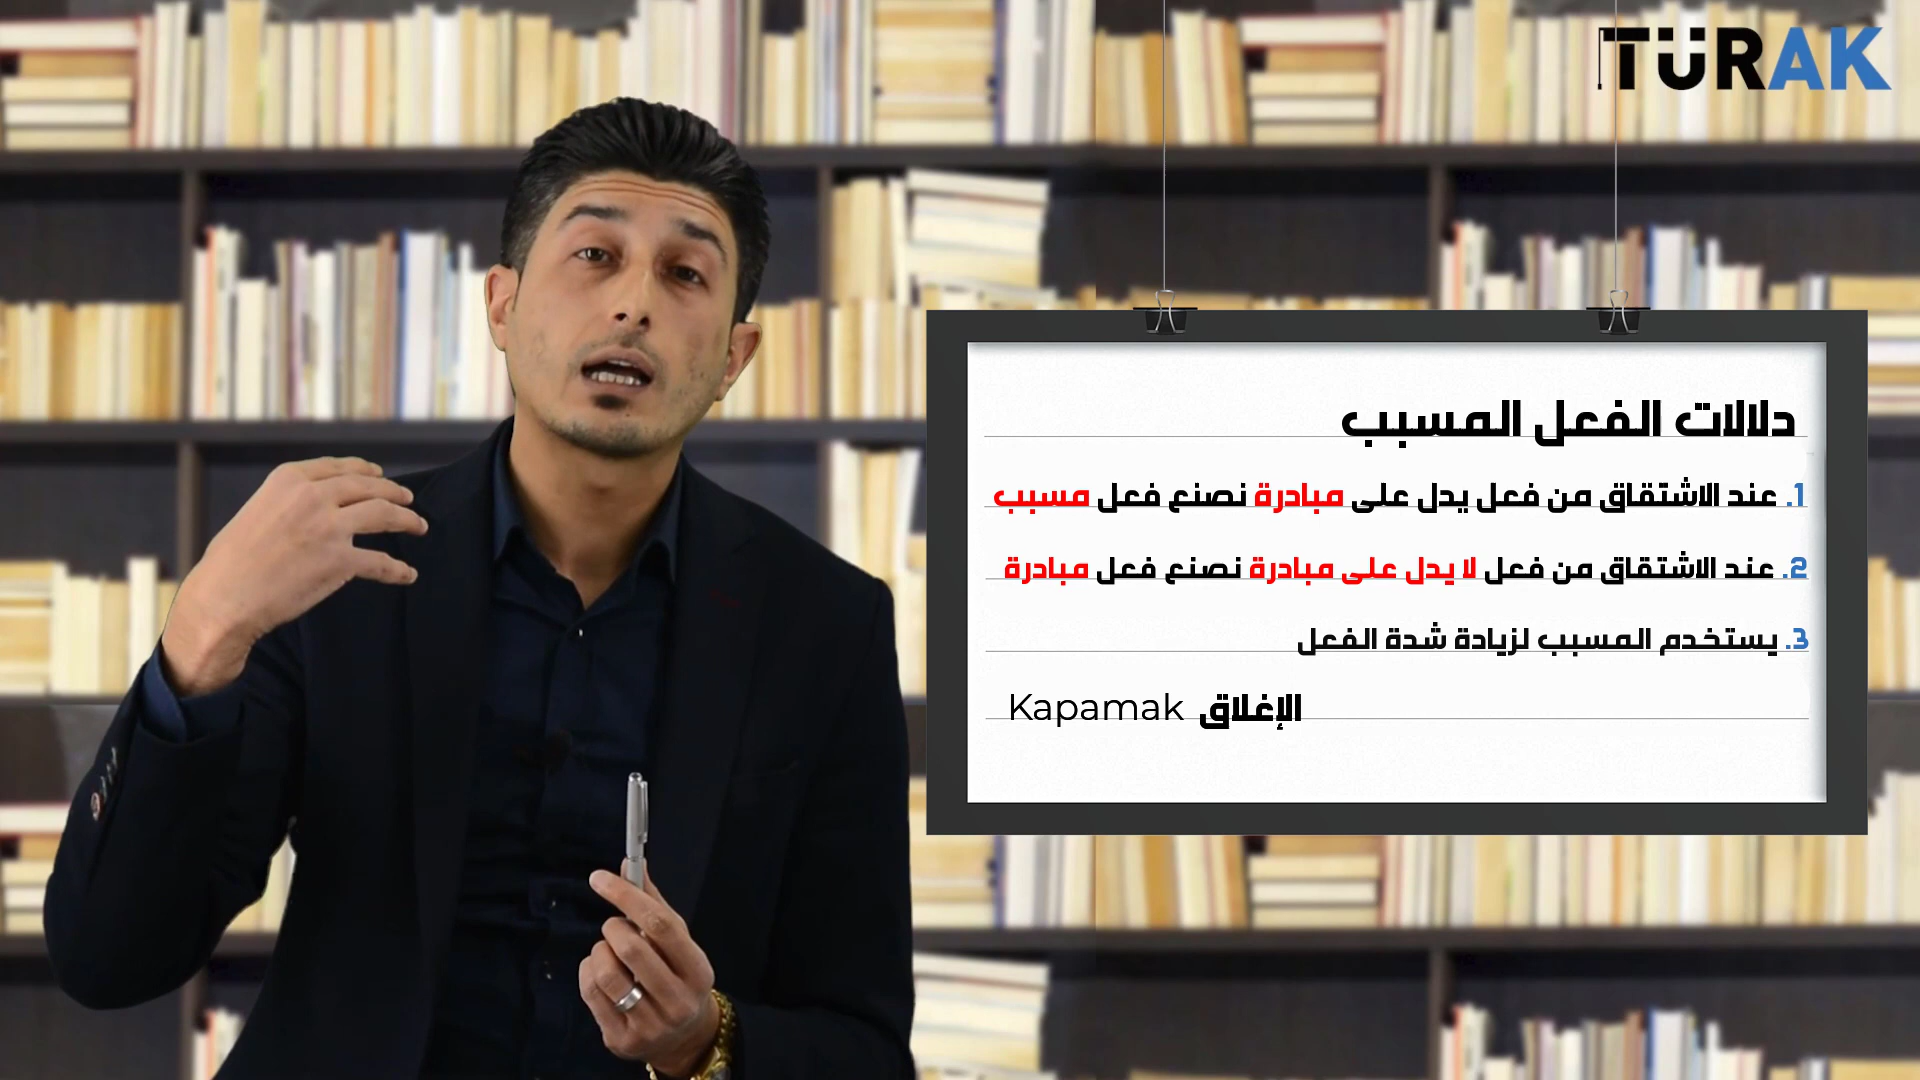 TÜRAK
دلالات الفعل المسبب
1. عند الاشتقاق من فعل يدل على مبادرة نصنع فعل مسبب
2. عند الاشتقاق من فعل لا يدل على مبادرة نصنع فعل مبادرة
3. يستخدم المسبب لزيادة شدة الفعل
الإغلاق Kapamak